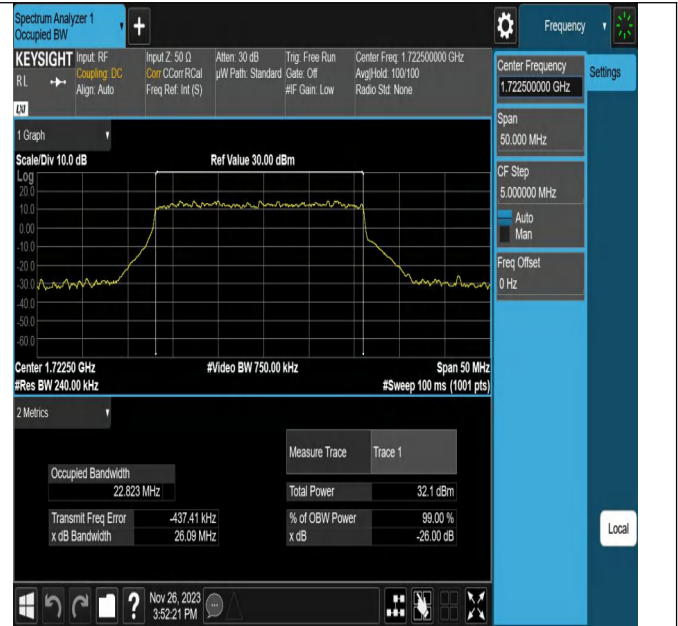 Spectrum Analyzer 1
Occupied BW
+
Frequency
KEYSIGHT
RL
LXI
Input: RF
Coupling: DC
Align: Auto
Input Z: 50 Ω
Corr CCorr RCal
Freq Ref: Int (S)
Atten: 30 dB
µW Path: Standard
Trig: Free Run
Gate: Off
#IF Gain: Low
Center Freq: 1.722500000 GHz
Avg|Hold: 100/100
Radio Std: None
Center Frequency
1.722500000 GHz
Settings
Span
50.000 MHz
CF Step
5.000000 MHz
Auto
Man
Freq Offset
0 Hz
Local
1 Graph
Scale/Div 10.0 dB
Ref Value 30.00 dBm
Log
20.0
10.0
0.00
-10.0
-20.0
-30.0
-40.0
-50.0
-60.0
Center 1.72250 GHz
#Video BW 750.00 kHz
Span 50 MHz
#Res BW 240.00 kHz
#Sweep 100 ms (1001 pts)
2 Metrics
Measure Trace
Trace 1
Occupied Bandwidth
22.823 MHz
Total Power
32.1 dBm
Transmit Freq Error
-437.41 kHz
% of OBW Power
99.00 %
x dB Bandwidth
26.09 MHz
x dB
-26.00 dB
?
Nov 26, 2023
3:52:21 PM